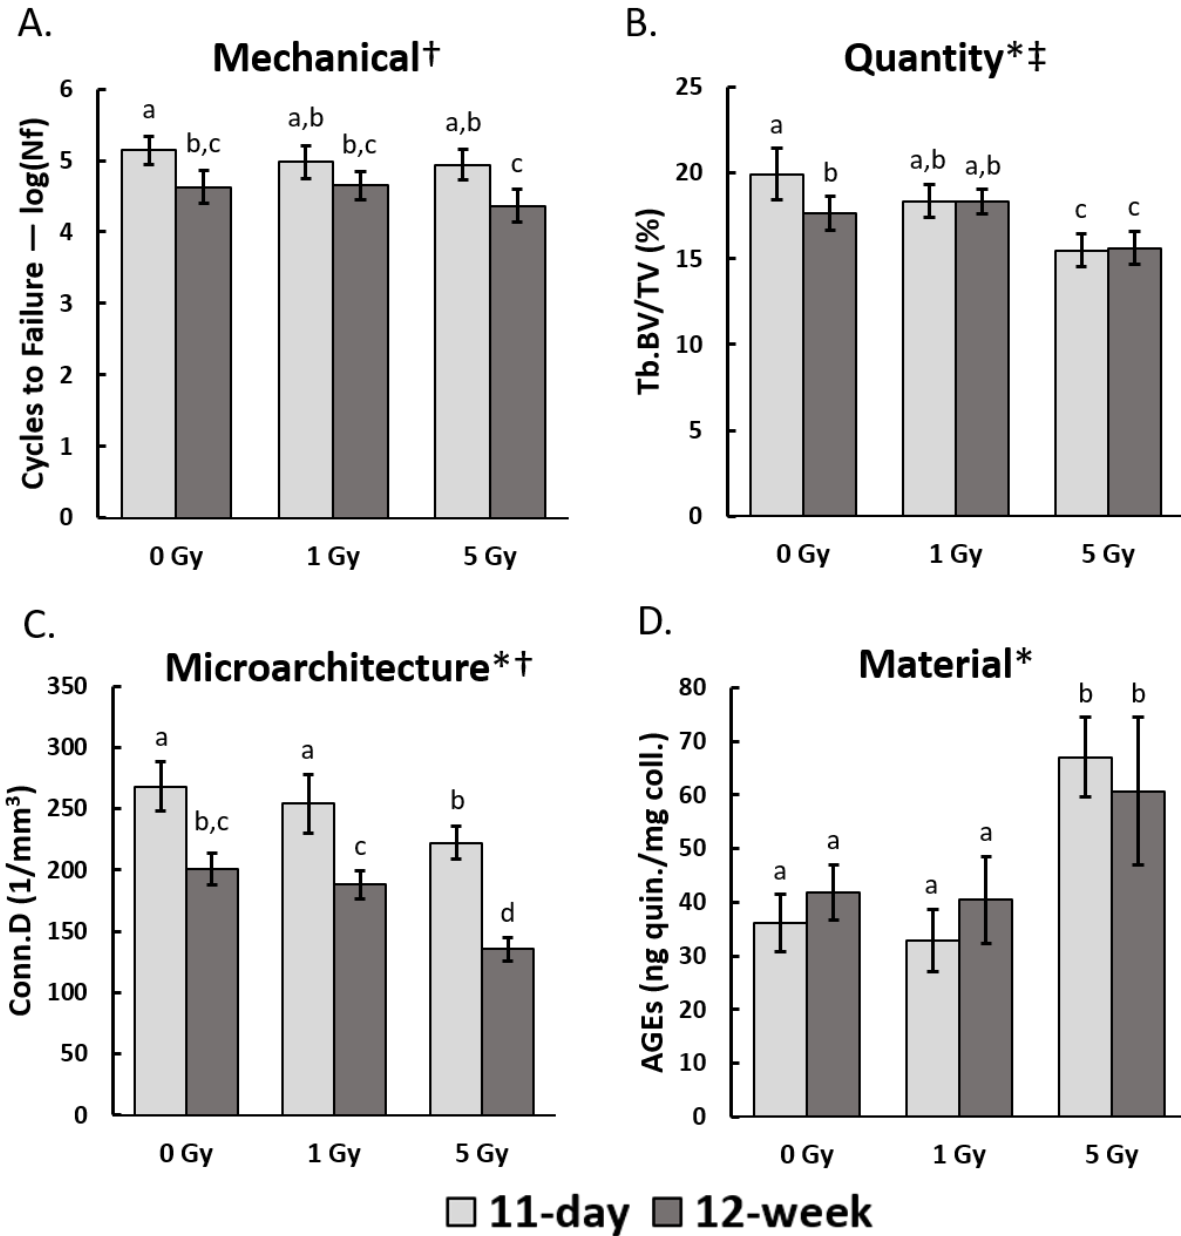 A.
Mechanical†
Cycles to Failure — log(Nf)
6
5
4
3
2
1
0
a
b,c
a,b
b,c
a,b
c
0 Gy
1 Gy
5 Gy
B.
Quantity*‡
Tb.BV/TV (%)
25
20
15
10
5
0
a
b
a,b
a,b
c
c
0 Gy
1 Gy
5 Gy
C.
Microarchitecture*†
Conn.D (1/mm³)
350
300
250
200
150
100
50
0
a
b,c
a
c
b
d
0 Gy
1 Gy
5 Gy
D.
Material*
AGEs (ng quin./mg coll.)
80
70
60
50
40
30
20
10
0
a
a
a
a
b
b
0 Gy
1 Gy
5 Gy
11-day
12-week